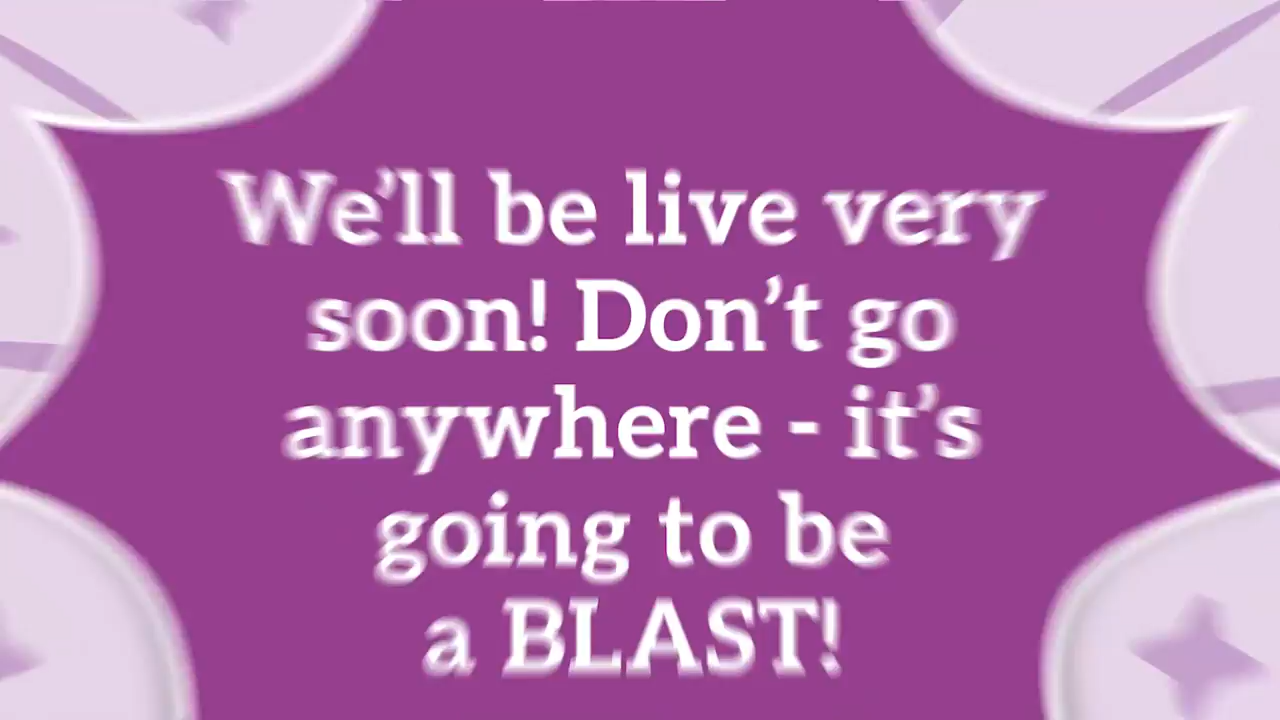 We’ll be live very
soon! Don’t go
anywhere - it’s
going to be
a BLAST!